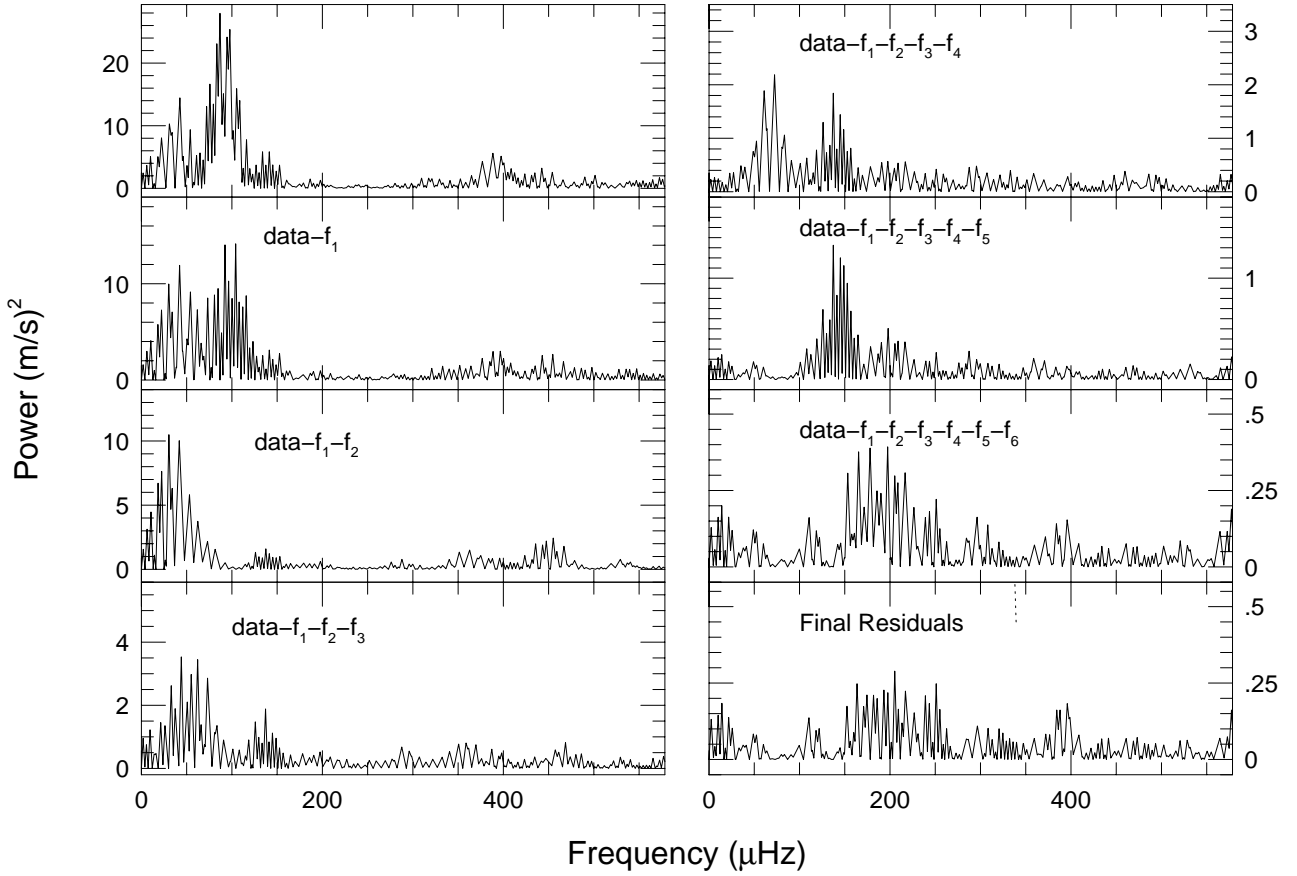 20
10
0
data–f₁
10
0
data–f₁–f₂
10
5
0
data–f₁–f₂–f₃
4
2
0
0 200 400
data–f₁–f₂–f₃–f₄
3
2
1
0
data–f₁–f₂–f₃–f₄–f₅
1
0
data–f₁–f₂–f₃–f₄–f₅–f₆
.5
.25
0
Final Residuals
.5
.25
0
0 200 400
Power (m/s)²
Frequency (μHz)